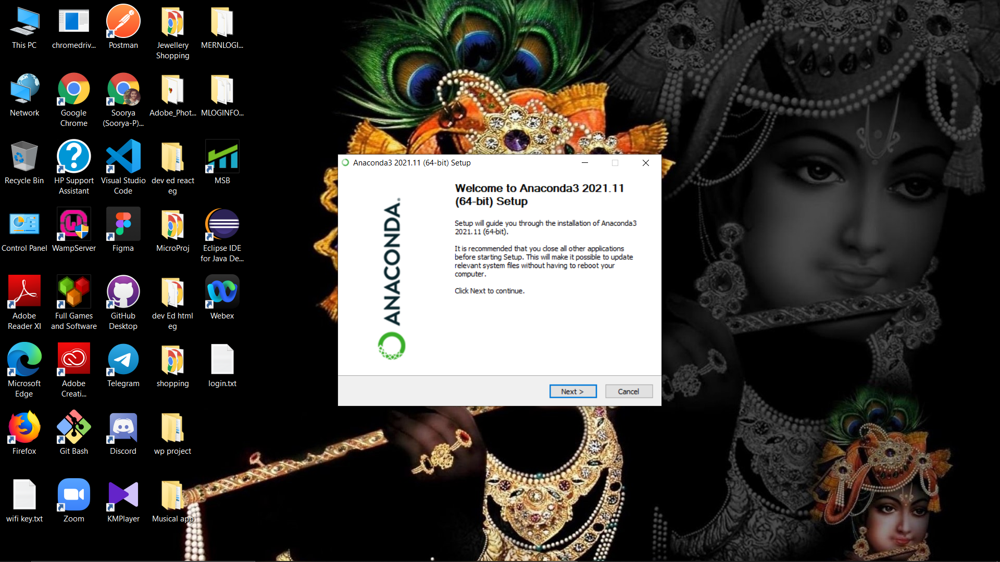 This PC
chromedriv...
Postman
Jewellery
Shopping
MERNLOGI...
Network
Google
Chrome
Soorya
(Soorya-P)...
Adobe_Phot...
MLOGINFO...
Recycle Bin
HP Support
Assistant
Visual Studio
Code
dev ed react
eg
MSB
Control Panel
WampServer
Figma
MicroProj
Eclipse IDE
for Java De...
Adobe
Reader XI
Full Games
and Software
GitHub
Desktop
dev Ed html
eg
Webex
Microsoft
Edge
Adobe
Creati...
Telegram
shopping
login.txt
Firefox
Git Bash
Discord
wp project
wifi key.txt
Zoom
KMPlayer
Musical app
Anaconda3 2021.11 (64-bit) Setup
ANACONDA®
Welcome to Anaconda3 2021.11
(64-bit) Setup
Setup will guide you through the installation of Anaconda3
2021.11 (64-bit).
It is recommended that you close all other applications
before starting Setup. This will make it possible to update
relevant system files without having to reboot your
computer.
Click Next to continue.
Next >
Cancel